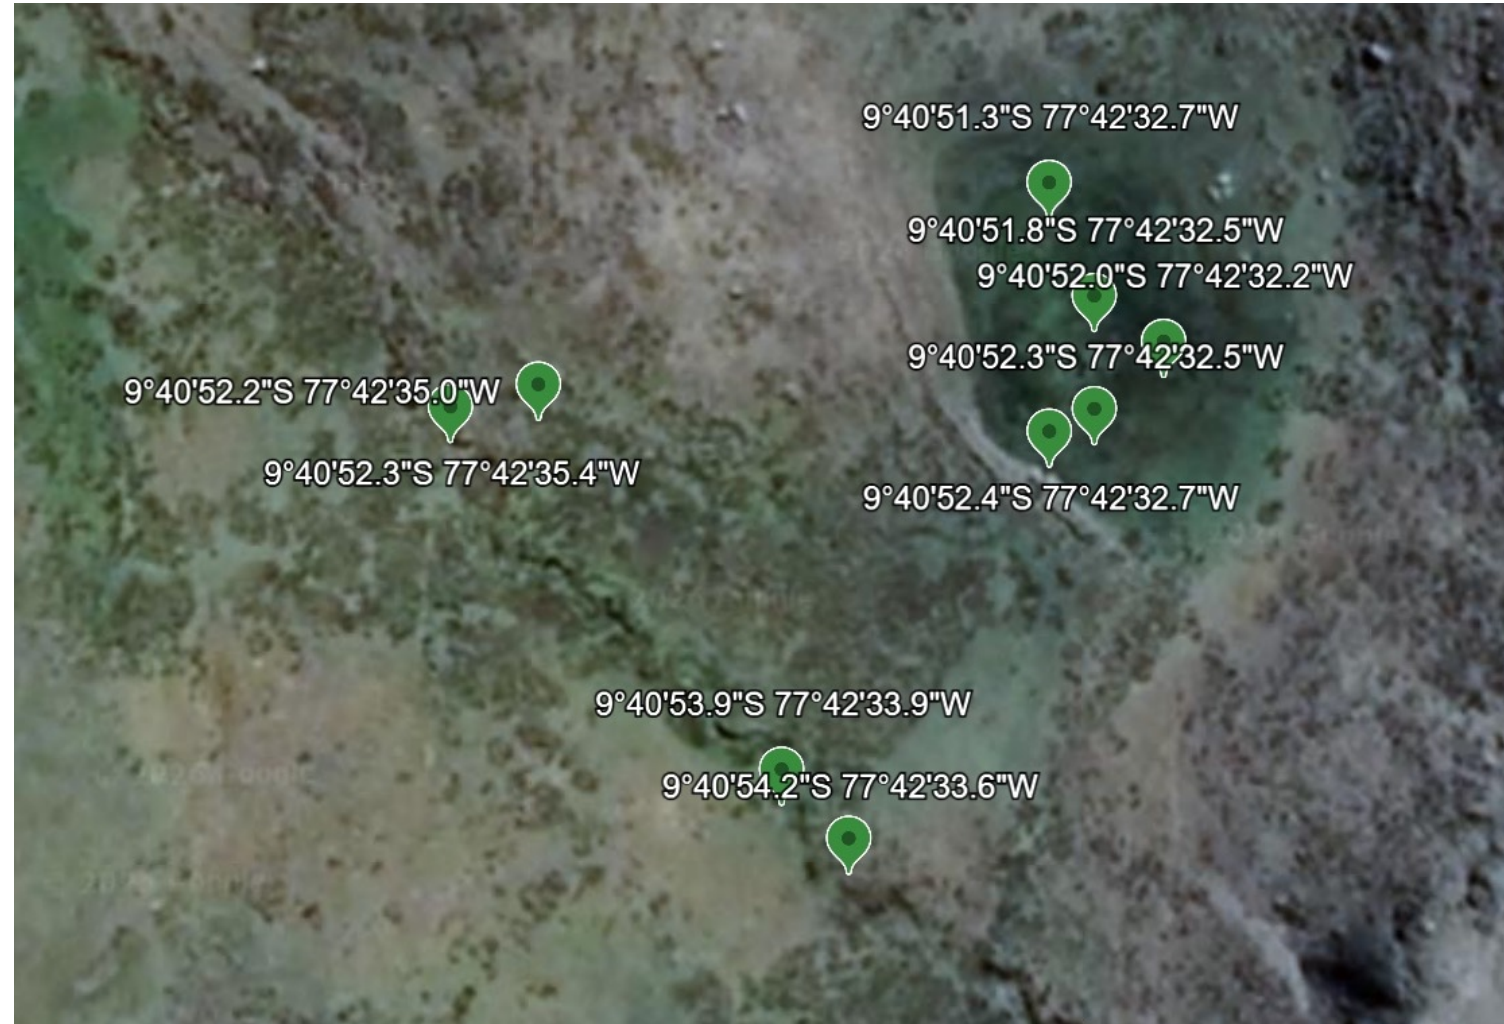 9°40'51.3"S 77°42'32.7"W
9°40'51.8"S 77°42'32.5"W
9°40'52.0"S 77°42'32.2"W
9°40'52.3"S 77°42'32.5"W
9°40'52.2"S 77°42'35.0"W
9°40'52.3"S 77°42'35.4"W
9°40'52.4"S 77°42'32.7"W
9°40'53.9"S 77°42'33.9"W
9°40'54.2"S 77°42'33.6"W